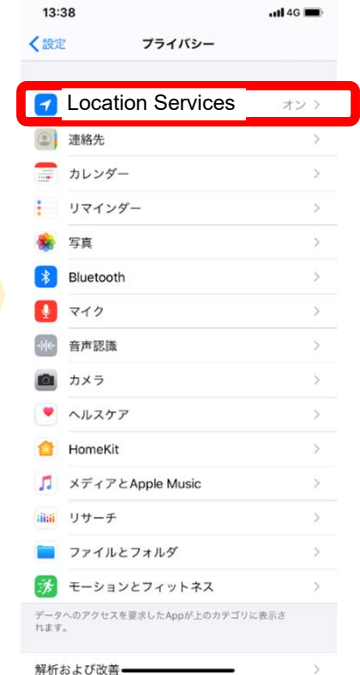 13:38 4G
設定 プライバシー
Location Services オン
連絡先
カレンダー
リマインダー
写真
Bluetooth
マイク
音声認識
カメラ
ヘルスケア
HomeKit
メディアとApple Music
リサーチ
ファイルとフォルダ
モーションとフィットネス
データへのアクセスを要求したAppが上のカテゴリに表示さ
れます。
解析および改善